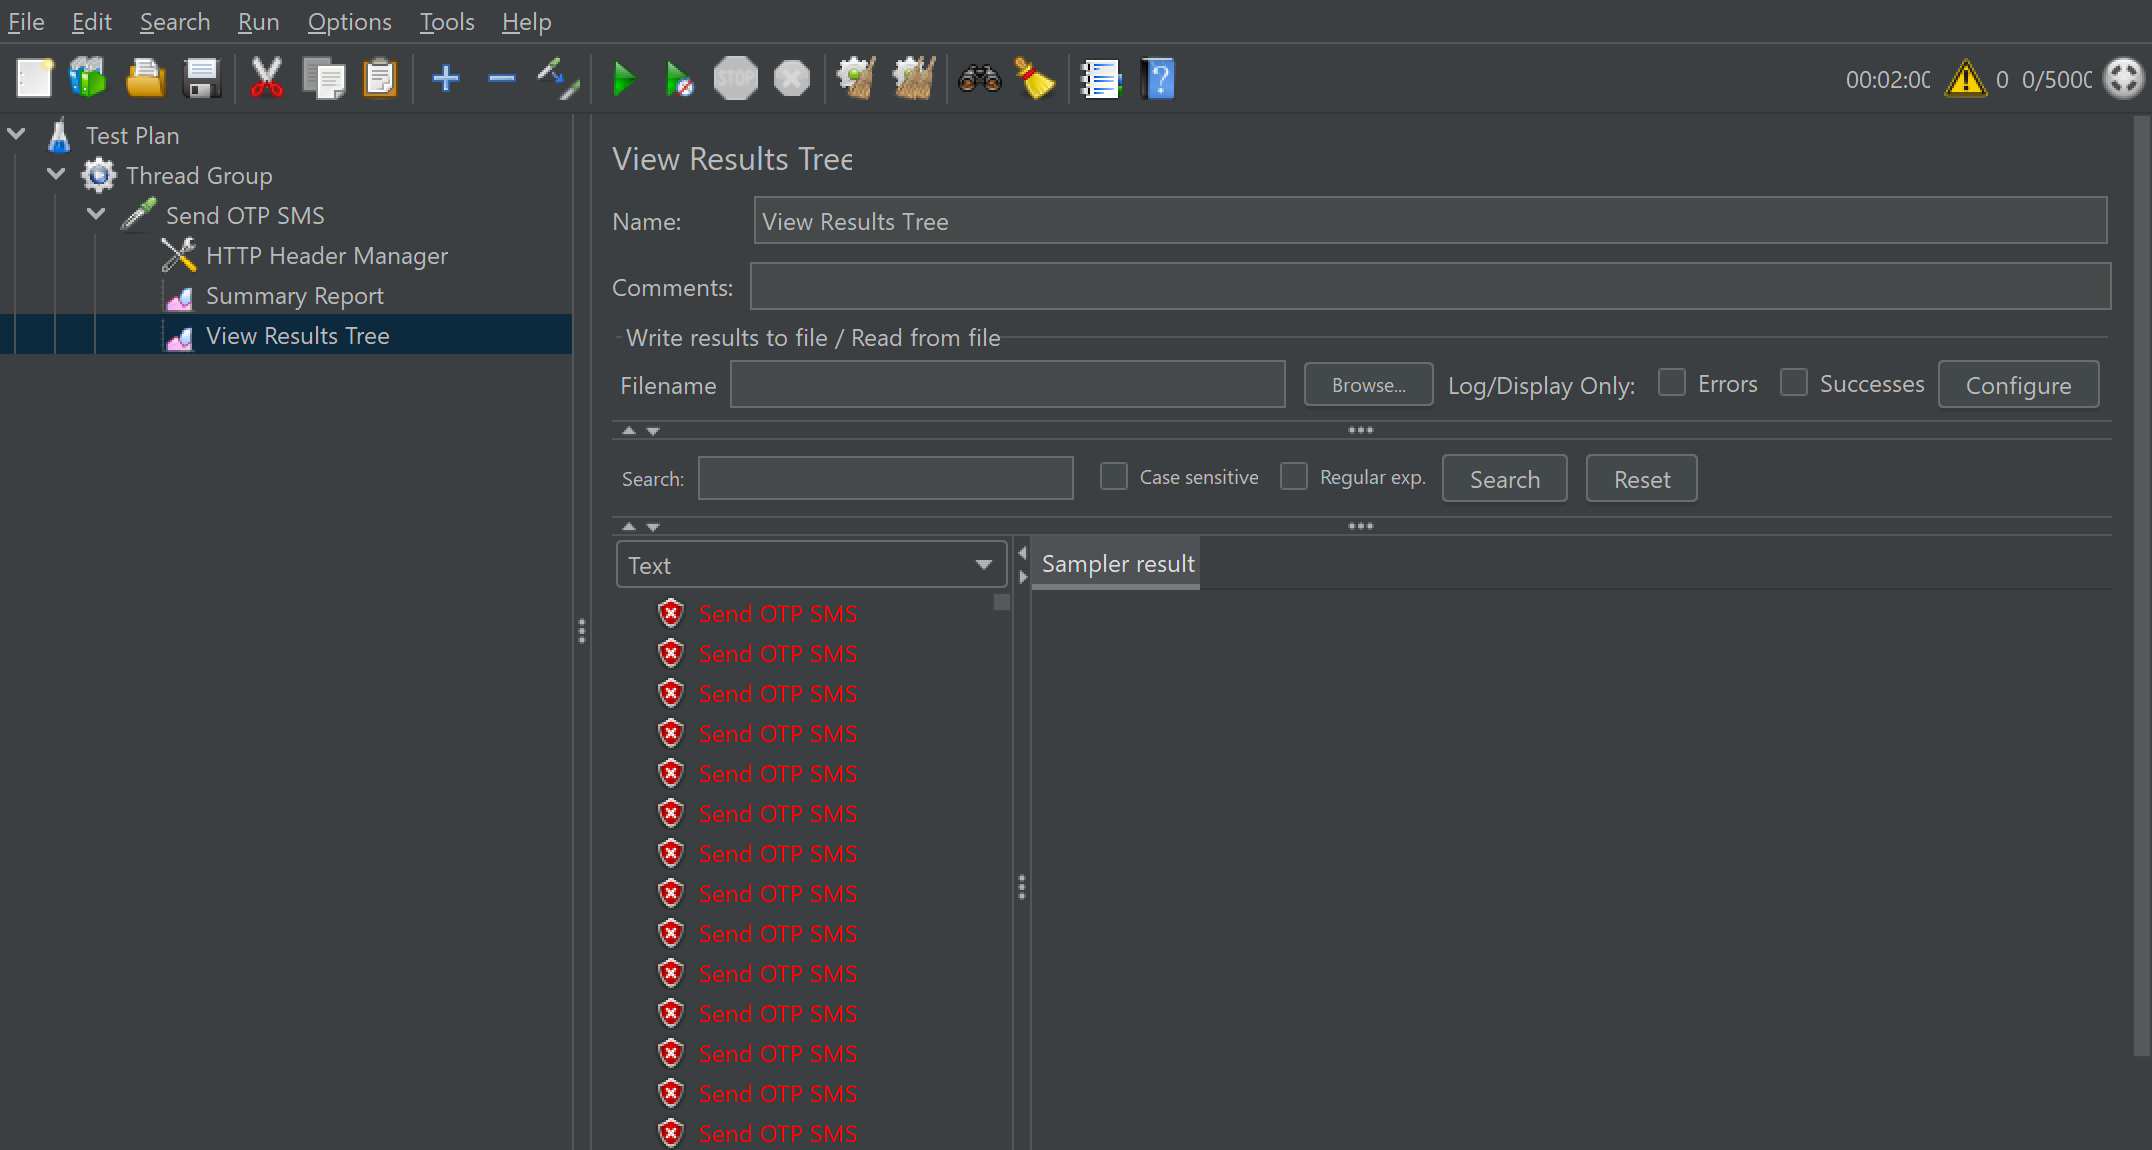 File Edit Search Run Options Tools Help
STOP
00:02:00 0 0/5000
Test Plan
Thread Group
Send OTP SMS
HTTP Header Manager
Summary Report
View Results Tree
View Results Tree
Name: View Results Tree
Comments:
Write results to file / Read from file
Filename Browse... Log/Display Only: Errors Successes Configure
Search: Case sensitive Regular exp. Search Reset
Text
Sampler result
Send OTP SMS
Send OTP SMS
Send OTP SMS
Send OTP SMS
Send OTP SMS
Send OTP SMS
Send OTP SMS
Send OTP SMS
Send OTP SMS
Send OTP SMS
Send OTP SMS
Send OTP SMS
Send OTP SMS
Send OTP SMS